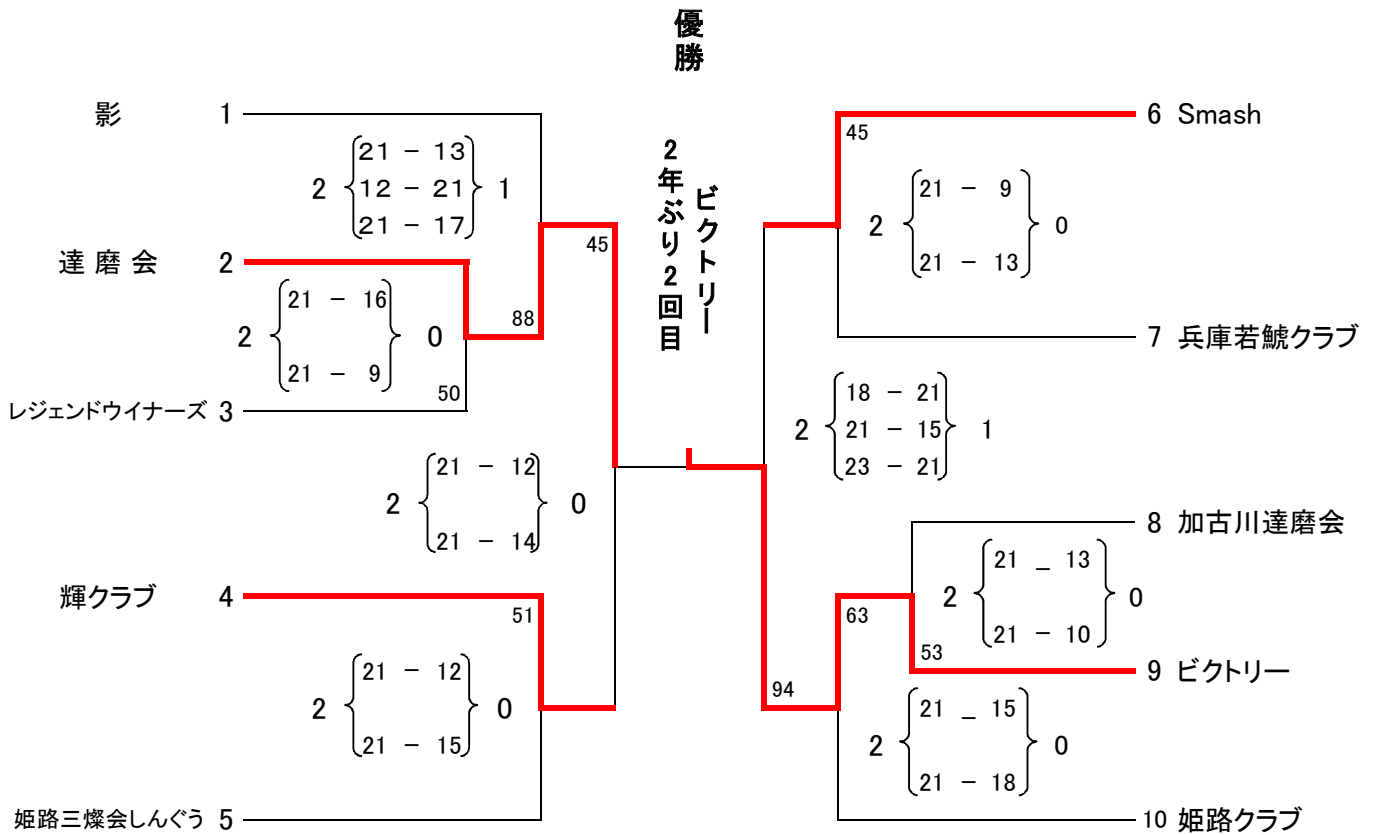 優勝
ビクトリー
2年ぶり2回目
影 1
21 － 13
2 12 － 21 1
21 － 17
達 磨 会 2
45
21 － 16
2 0
21 － 9
88
50
レジェンドウイナーズ 3
21 － 12
2 0
21 － 14
輝クラブ 4
51
21 － 12
2 0
21 － 15
姫路三燦会しんぐう 5
6 Smash
45
21 － 9
2 0
21 － 13
7 兵庫若鯱クラブ
18 － 21
2 21 － 15 1
23 － 21
8 加古川達磨会
21 _ 13
2 0
21 － 10
63
53
9 ビクトリー
94
21 _ 15
2 0
21 － 18
10 姫路クラブ